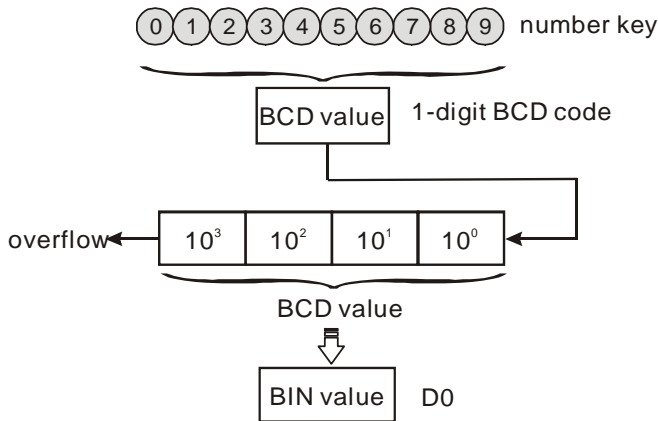 0 1 2 3 4 5 6 7 8 9 number key
BCD value 1-digit BCD code
overflow 10³ 10² 10¹ 10⁰
BCD value
BIN value D0